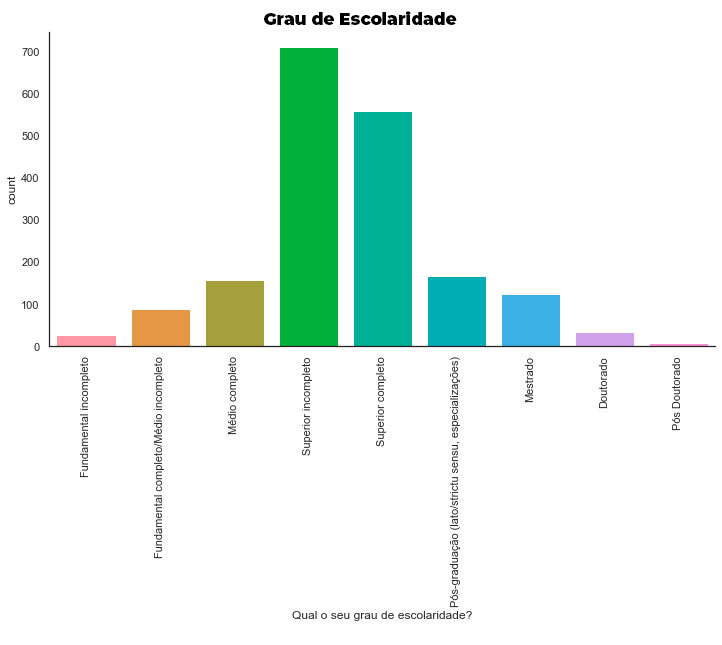 Grau de Escolaridade
700
600
500
400
300
200
100
0
count
Fundamental incompleto
Fundamental completo/Médio incompleto
Médio completo
Superior incompleto
Superior completo
Pós-graduação (lato/strictu sensu, especializações)
Mestrado
Doutorado
Pós Doutorado
Qual o seu grau de escolaridade?